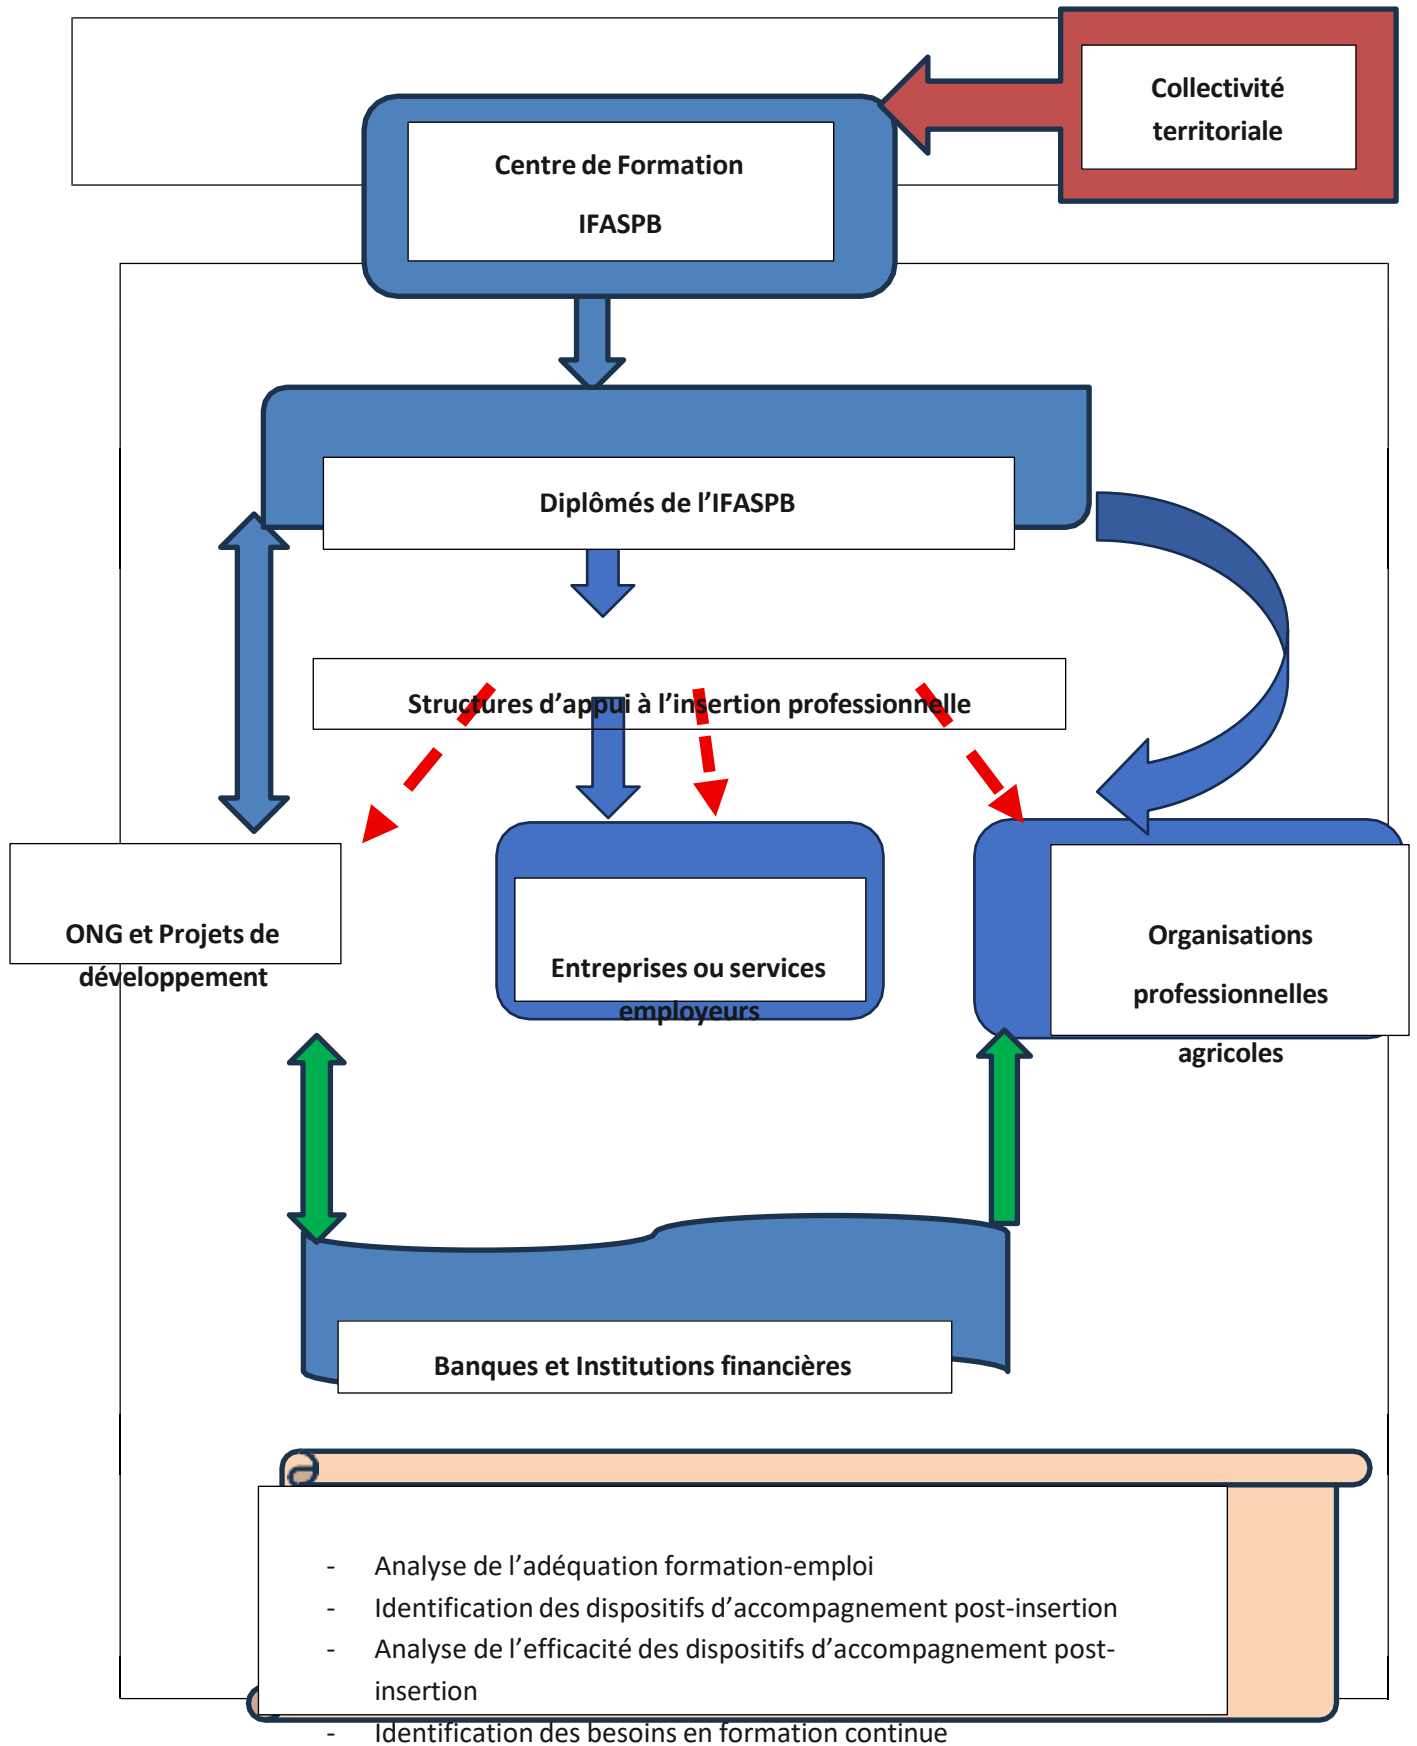 Collectivité
territoriale
Centre de Formation
IFASPB
Diplômés de l’IFASPB
Structures d’appui à l’insertion professionnelle
ONG et Projets de
développement
Entreprises ou services
employeurs
Organisations
professionnelles
agricoles
Banques et Institutions financières
- Analyse de l’adéquation formation-emploi
- Identification des dispositifs d’accompagnement post-insertion
- Analyse de l’efficacité des dispositifs d’accompagnement post-
insertion
- Identification des besoins en formation continue